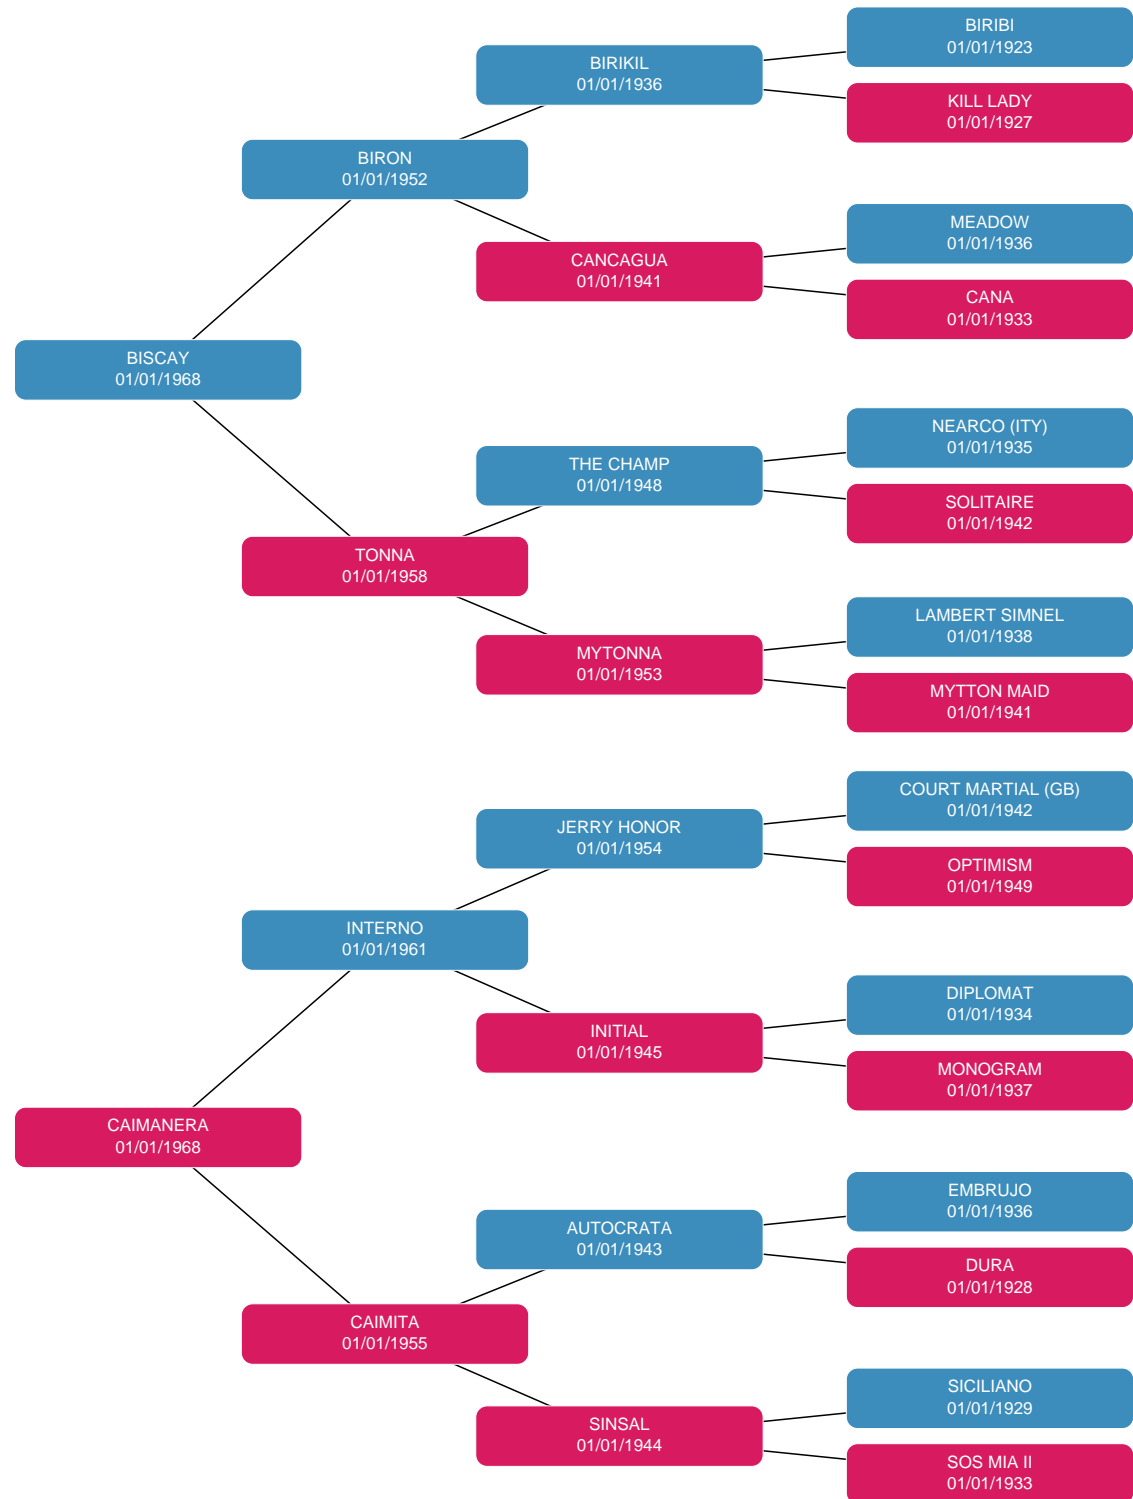 BIRIBI
01/01/1923
BIRIKIL
01/01/1936
KILL LADY
01/01/1927
BIRON
01/01/1952
MEADOW
01/01/1936
CANCAGUA
01/01/1941
CANA
01/01/1933
BISCAY
01/01/1968
NEARCO (ITY)
01/01/1935
THE CHAMP
01/01/1948
SOLITAIRE
01/01/1942
TONNA
01/01/1958
LAMBERT SIMNEL
01/01/1938
MYTONNA
01/01/1953
MYTTON MAID
01/01/1941
COURT MARTIAL (GB)
01/01/1942
JERRY HONOR
01/01/1954
OPTIMISM
01/01/1949
INTERNO
01/01/1961
DIPLOMAT
01/01/1934
INITIAL
01/01/1945
MONOGRAM
01/01/1937
CAIMANERA
01/01/1968
EMBRUJO
01/01/1936
AUTOCRATA
01/01/1943
DURA
01/01/1928
CAIMITA
01/01/1955
SICILIANO
01/01/1929
SINSAL
01/01/1944
SOS MIA II
01/01/1933